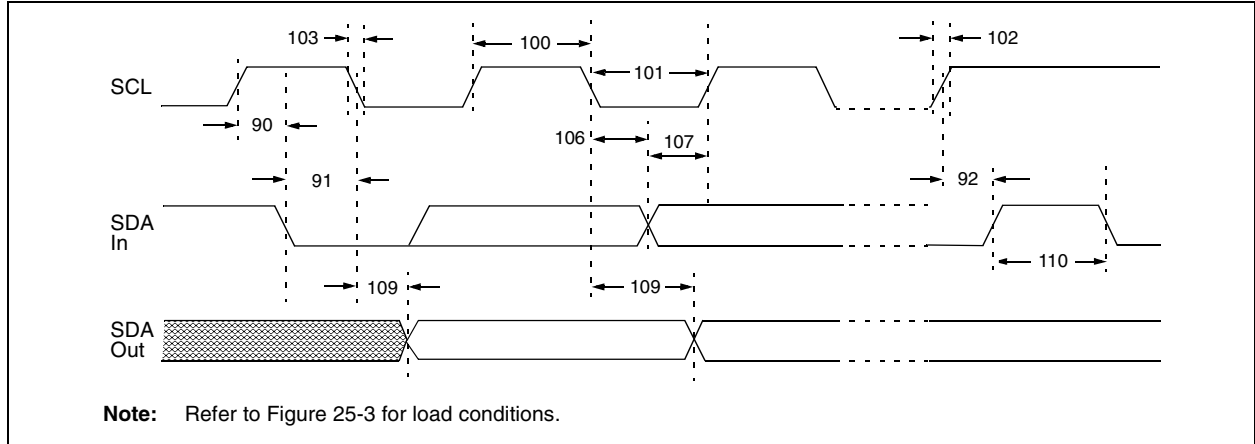 103
100
102
101
SCL
90
106
107
91
92
SDA
In
110
109
109
SDA
Out
Note: Refer to Figure 25-3 for load conditions.